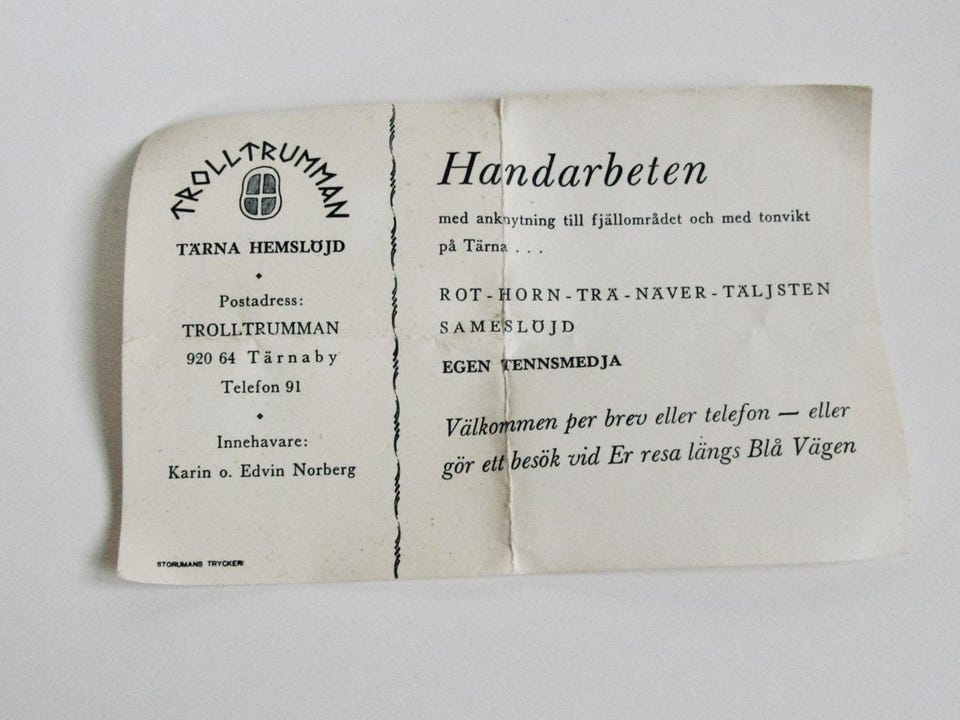 TROLLTRUMMAN
TÄRNA HEMSLÖJD
Postadress:
TROLLTRUMMAN
920 64 Tärnaby
Telefon 91
Innehavare:
Karin o. Edvin Norberg
STORUMANS TRYCKERI
Handarbeten
med anknytning till fjällområdet och med tonvikt
på Tärna . . .
ROT-HORN-TRÄ-NÄVER-TÄLJSTEN
SAMESLÖJD
EGEN TENNSMEDJA
Välkommen per brev eller telefon — eller
gör ett besök vid Er resa längs Blå Vägen